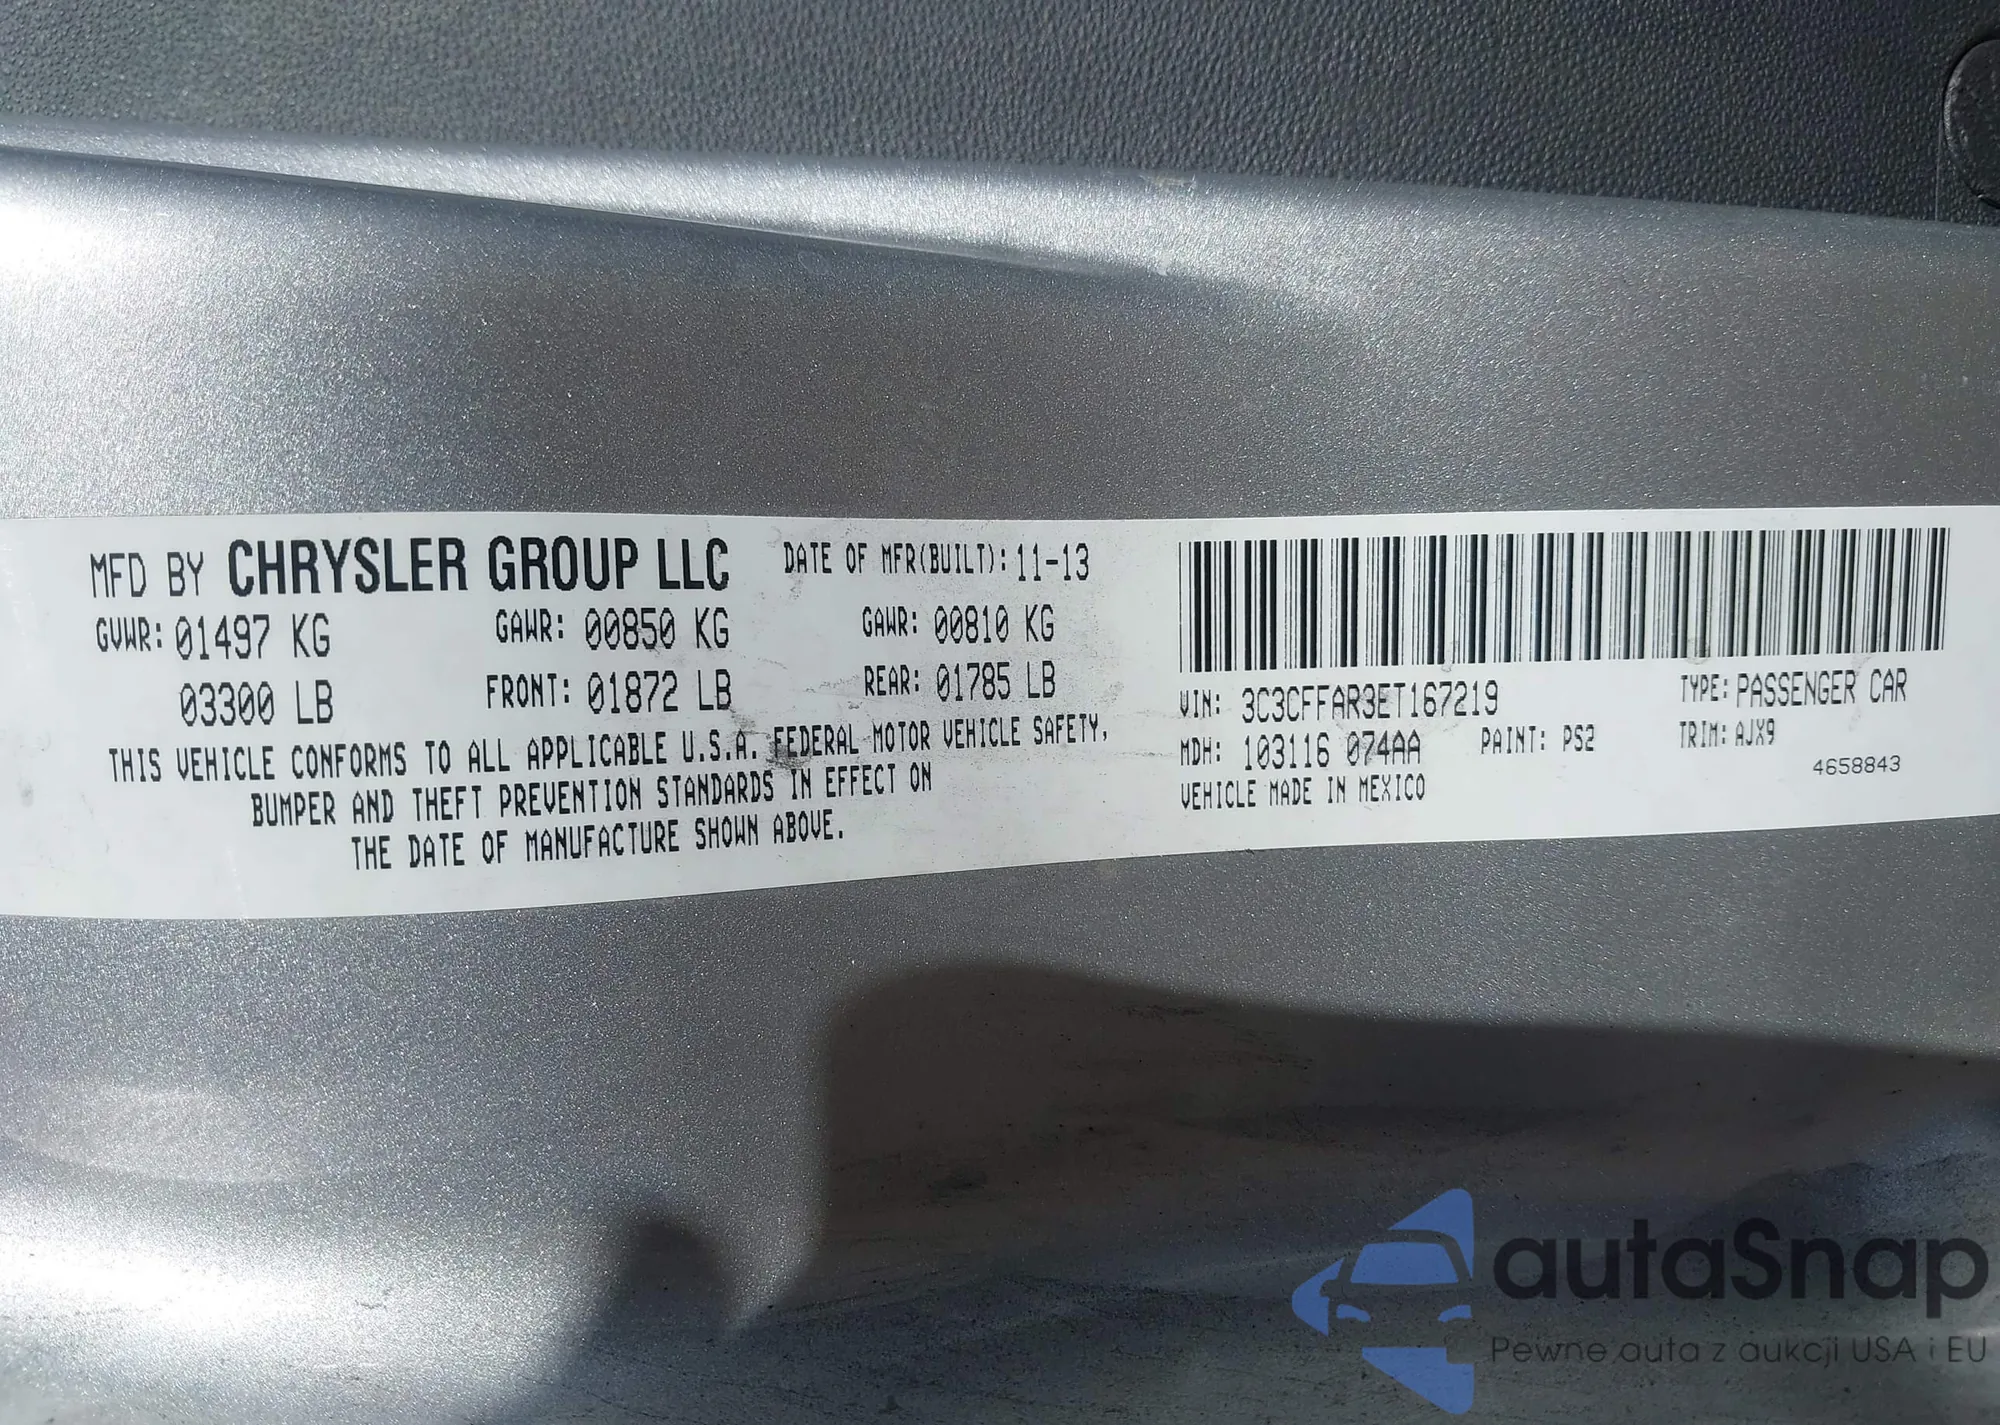 MFD BY CHRYSLER GROUP LLC DATE OF MFR(BUILT): 11-13
GVWR: 01497 KG GAWR: 00850 KG GAWR: 00810 KG
03300 LB FRONT: 01872 LB REAR: 01785 LB
THIS VEHICLE CONFORMS TO ALL APPLICABLE U.S.A. FEDERAL MOTOR VEHICLE SAFETY,
BUMPER AND THEFT PREVENTION STANDARDS IN EFFECT ON
THE DATE OF MANUFACTURE SHOWN ABOVE.
VIN: 3C3CFFAR3ET167219 TYPE: PASSENGER CAR
MDH: 103116 074AA PAINT: PS2 TRIM: AJX9
4658843
VEHICLE MADE IN MEXICO
autaSnap
Pewne auta z aukcji USA i EU